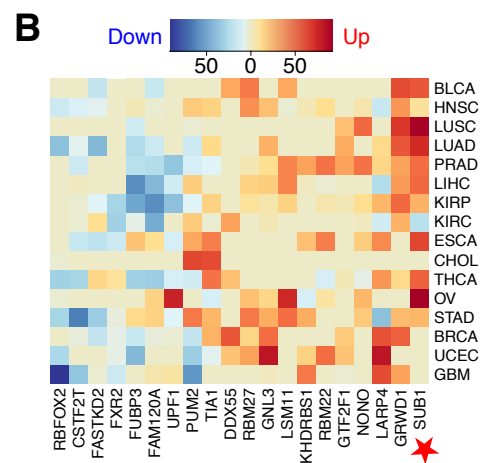 B
Down Up
50 0 50
BLCA
HNSC
LUSC
LUAD
PRAD
LIHC
KIRP
KIRC
ESCA
CHOL
THCA
OV
STAD
BRCA
UCEC
GBM
RBFOX2
CSTF2T
FASTKD2
FXR2
FUBP3
FAM120A
UPF1
PUM2
TIA1
DDX55
RBM27
GNL3
LSM11
KHDRBS1
RBM22
GTF2F1
NONO
LARP4
GRWD1
SUB1